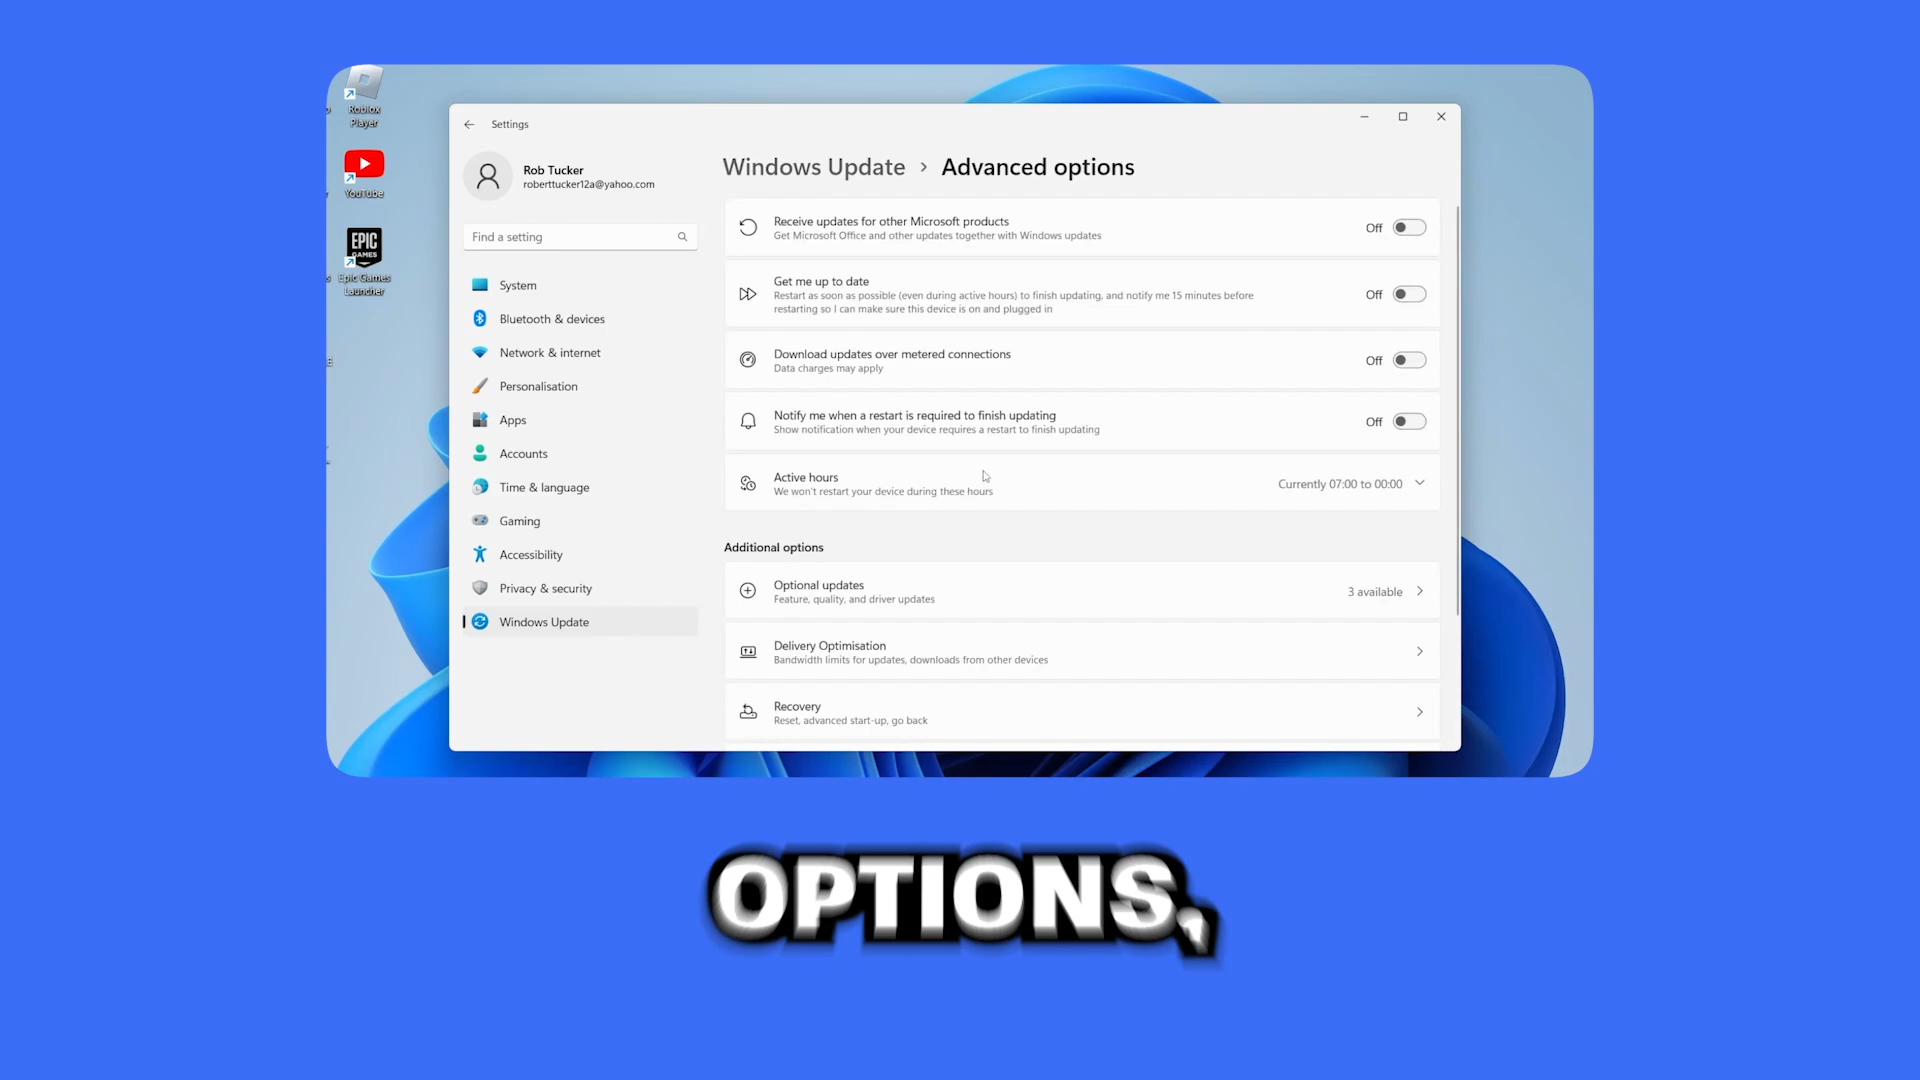 Roblox
Player
YouTube
EPIC
GAMES
Epic Games
Launcher
Settings
Rob Tucker
roberttucker12a@yahoo.com
Find a setting
System
Bluetooth & devices
Network & internet
Personalisation
Apps
Accounts
Time & language
Gaming
Accessibility
Privacy & security
Windows Update
Windows Update > Advanced options
Receive updates for other Microsoft products
Get Microsoft Office and other updates together with Windows updates
Off
Get me up to date
Restart as soon as possible (even during active hours) to finish updating, and notify me 15 minutes before
restarting so I can make sure this device is on and plugged in
Off
Download updates over metered connections
Data charges may apply
Off
Notify me when a restart is required to finish updating
Show notification when your device requires a restart to finish updating
Off
Active hours
We won't restart your device during these hours
Currently 07:00 to 00:00
Additional options
Optional updates
Feature, quality, and driver updates
3 available
Delivery Optimisation
Bandwidth limits for updates, downloads from other devices
Recovery
Reset, advanced start-up, go back
OPTIONS,